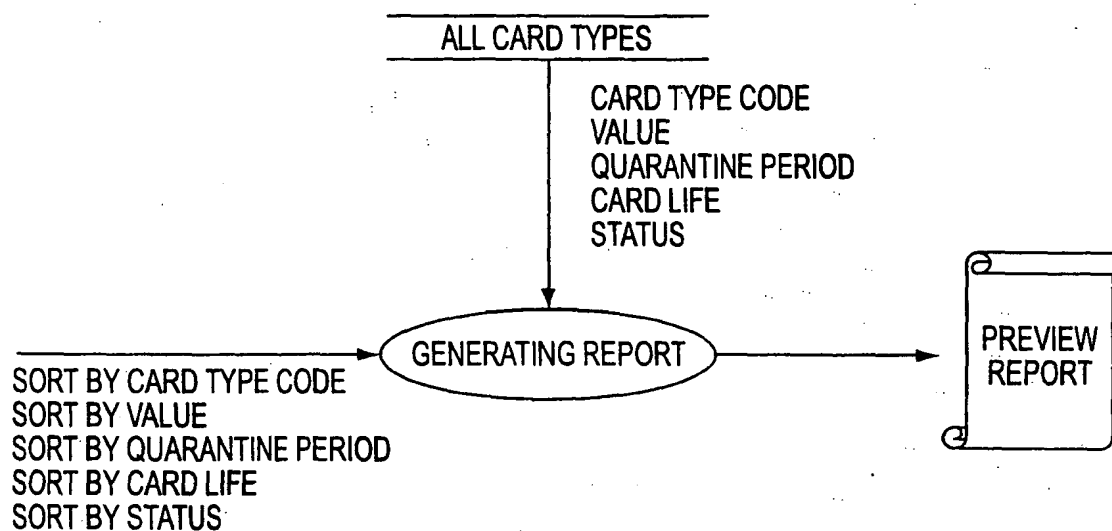 ALL CARD TYPES
CARD TYPE CODE
VALUE
QUARANTINE PERIOD
CARD LIFE
STATUS
GENERATING REPORT
PREVIEW
REPORT
SORT BY CARD TYPE CODE
SORT BY VALUE
SORT BY QUARANTINE PERIOD
SORT BY CARD LIFE
SORT BY STATUS